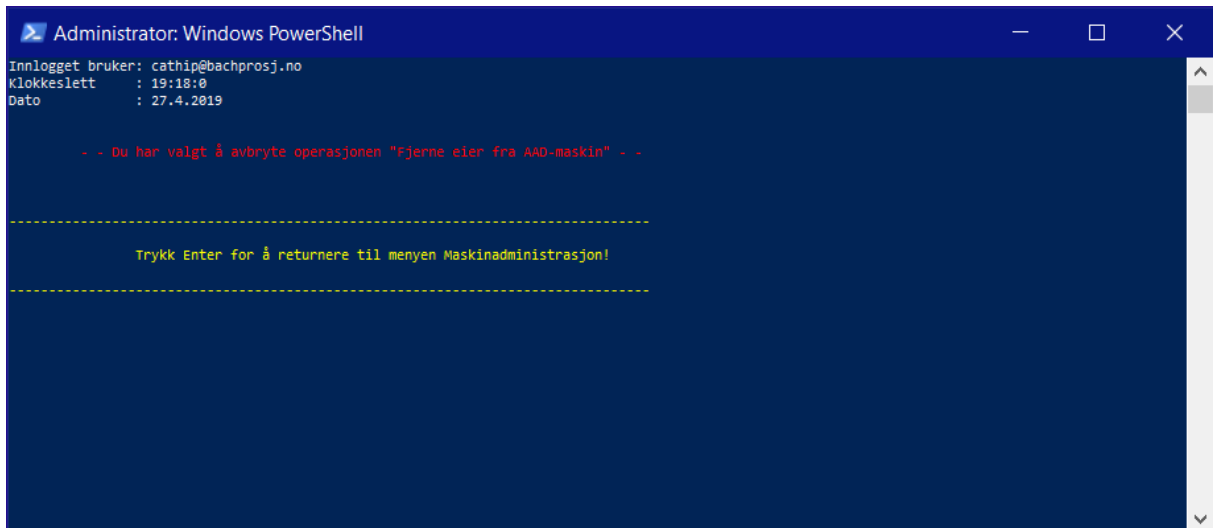 Administrator: Windows PowerShell
Innlogget bruker: cathip@bachprosj.no
Klokkeslett     : 19:18:0
Dato            : 27.4.2019
- - Du har valgt å avbryte operasjonen "Fjerne eier fra AAD-maskin" - -
---------------------------------------------------------------------------------
Trykk Enter for å returnere til menyen Maskinadministrasjon!
---------------------------------------------------------------------------------